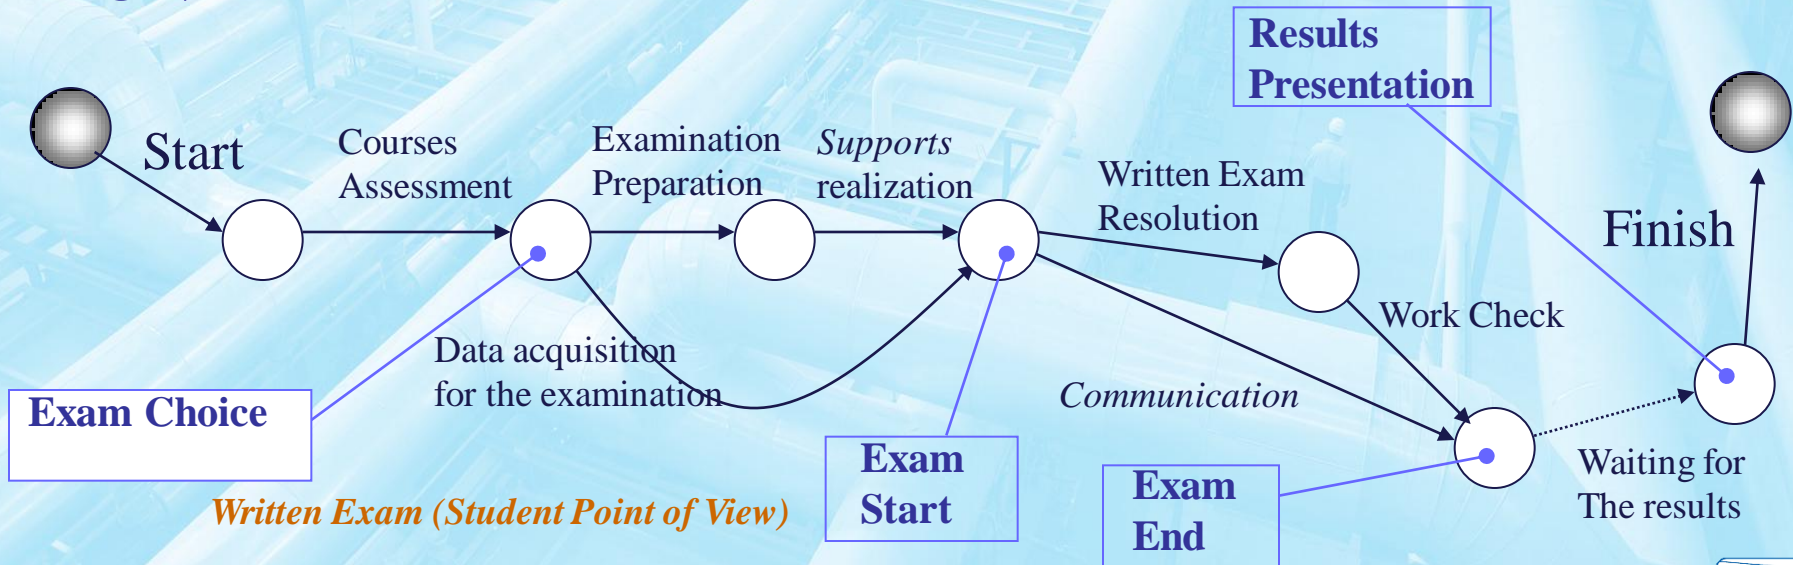 Results
Presentation
Start
Courses
Assessment
Examination
Preparation
Supports
realization
Written Exam
Resolution
Finish
Work Check
Data acquisition
for the examination
Communication
Exam Choice
Exam
Start
Exam
End
Waiting for
The results
Written Exam (Student Point of View)